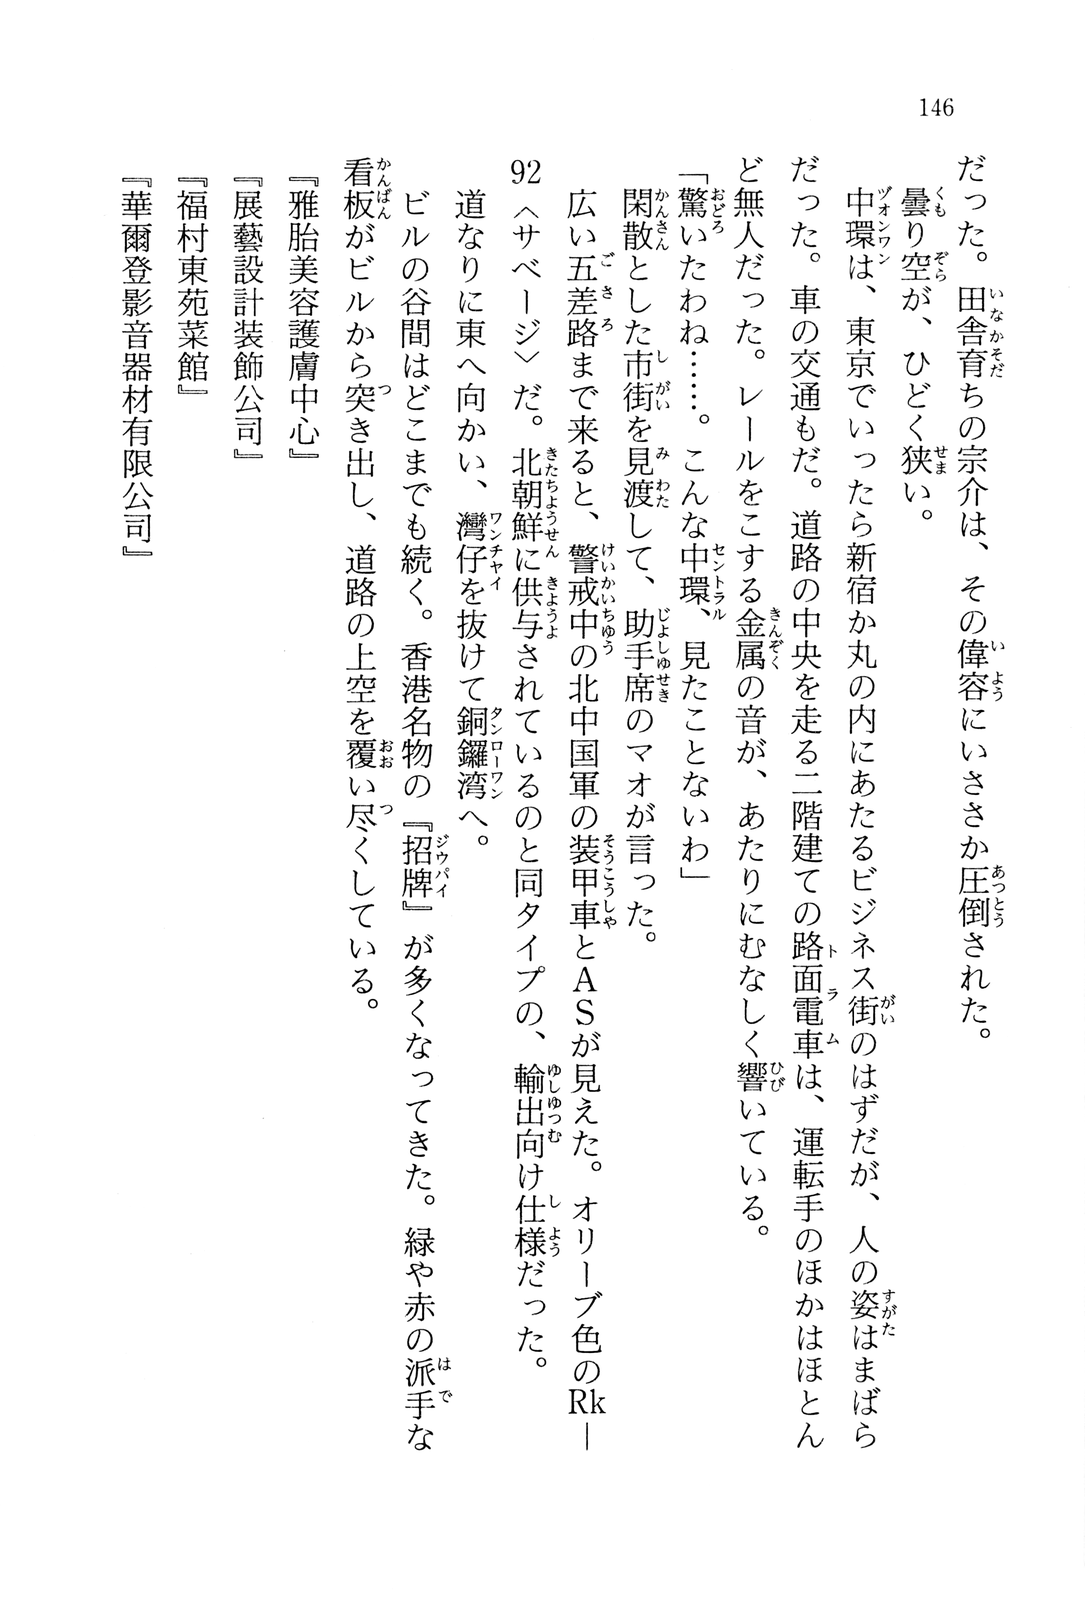 146
だった。田舎育ちの宗介は、その偉容にいささか圧倒された。
曇り空が、ひどく狭い。
中環は、東京でいったら新宿か丸の内にあたるビジネス街のはずだが、人の姿はまばら
だった。車の交通もだ。道路の中央を走る二階建ての路面電車は、運転手のほかはほとん
ど無人だった。レールをこする金属の音が、あたりにむなしく響いている。
「驚いたわね……。こんな中環、見たことないわ」
閑散とした市街を見渡して、助手席のマオが言った。
広い五差路まで来ると、警戒中の北中国軍の装甲車とASが見えた。オリーブ色のRk—
92〈サベージ〉だ。北朝鮮に供与されているのと同タイプの、輸出向け仕様だった。
道なりに東へ向かい、灣仔を抜けて銅鑼湾へ。
ビルの谷間はどこまでも続く。香港名物の『招牌』が多くなってきた。緑や赤の派手な
看板がビルから突き出し、道路の上空を覆い尽くしている。
『雅胎美容護膚中心』
『展藝設計装飾公司』
『福村東苑菜館』
『華爾登影音器材有限公司』